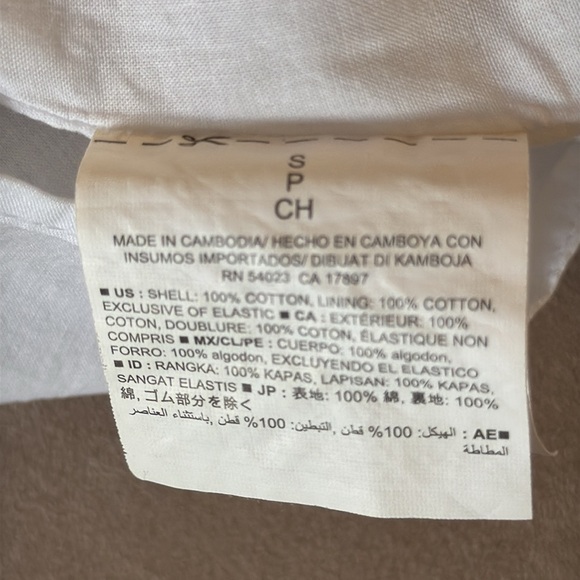 S
P
CH
MADE IN CAMBODIA/ HECHO EN CAMBOYA CON
INSUMOS IMPORTADOS/ DIBUAT DI KAMBOJA
RN 54023 CA 17897
■ US : SHELL: 100% COTTON, LINING: 100% COTTON,
EXCLUSIVE OF ELASTIC ■ CA : EXTÉRIEUR: 100%
COTON, DOUBLURE: 100% COTON, ÉLASTIQUE NON
COMPRIS ■ MX/CL/PE : CUERPO: 100% algodon,
FORRO: 100% algodon, EXCLUYENDO EL ELASTICO
■ ID : RANGKA: 100% KAPAS, LAPISAN: 100% KAPAS,
SANGAT ELASTIS ■ JP : 表地: 100% 綿, 裏地: 100%
綿, ゴム部分を除く
■ AE : الهيكل: 100% قطن ,التبطين: 100% قطن ,باستثناء العناصر
المطاطة